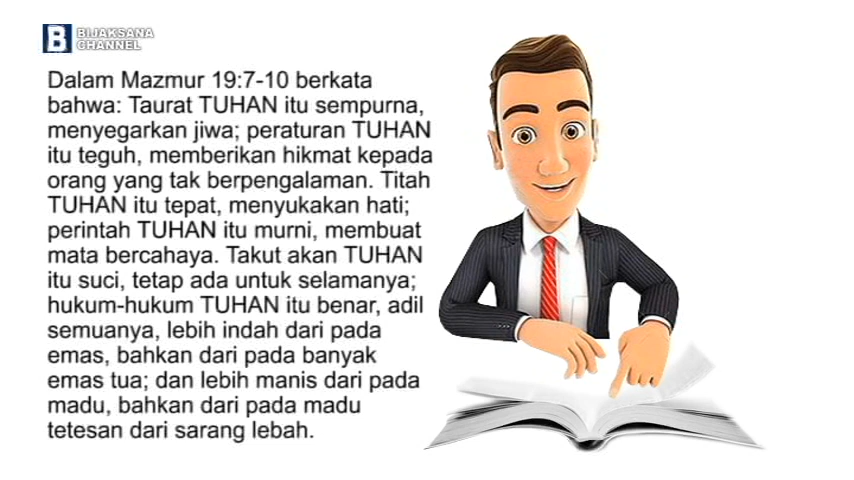 BIJAKSANA
CHANNEL
Dalam Mazmur 19:7-10 berkata
bahwa: Taurat TUHAN itu sempurna,
menyegarkan jiwa; peraturan TUHAN
itu teguh, memberikan hikmat kepada
orang yang tak berpengalaman. Titah
TUHAN itu tepat, menyukakan hati;
perintah TUHAN itu murni, membuat
mata bercahaya. Takut akan TUHAN
itu suci, tetap ada untuk selamanya;
hukum-hukum TUHAN itu benar, adil
semuanya, lebih indah dari pada
emas, bahkan dari pada banyak
emas tua; dan lebih manis dari pada
madu, bahkan dari pada madu
tetesan dari sarang lebah.